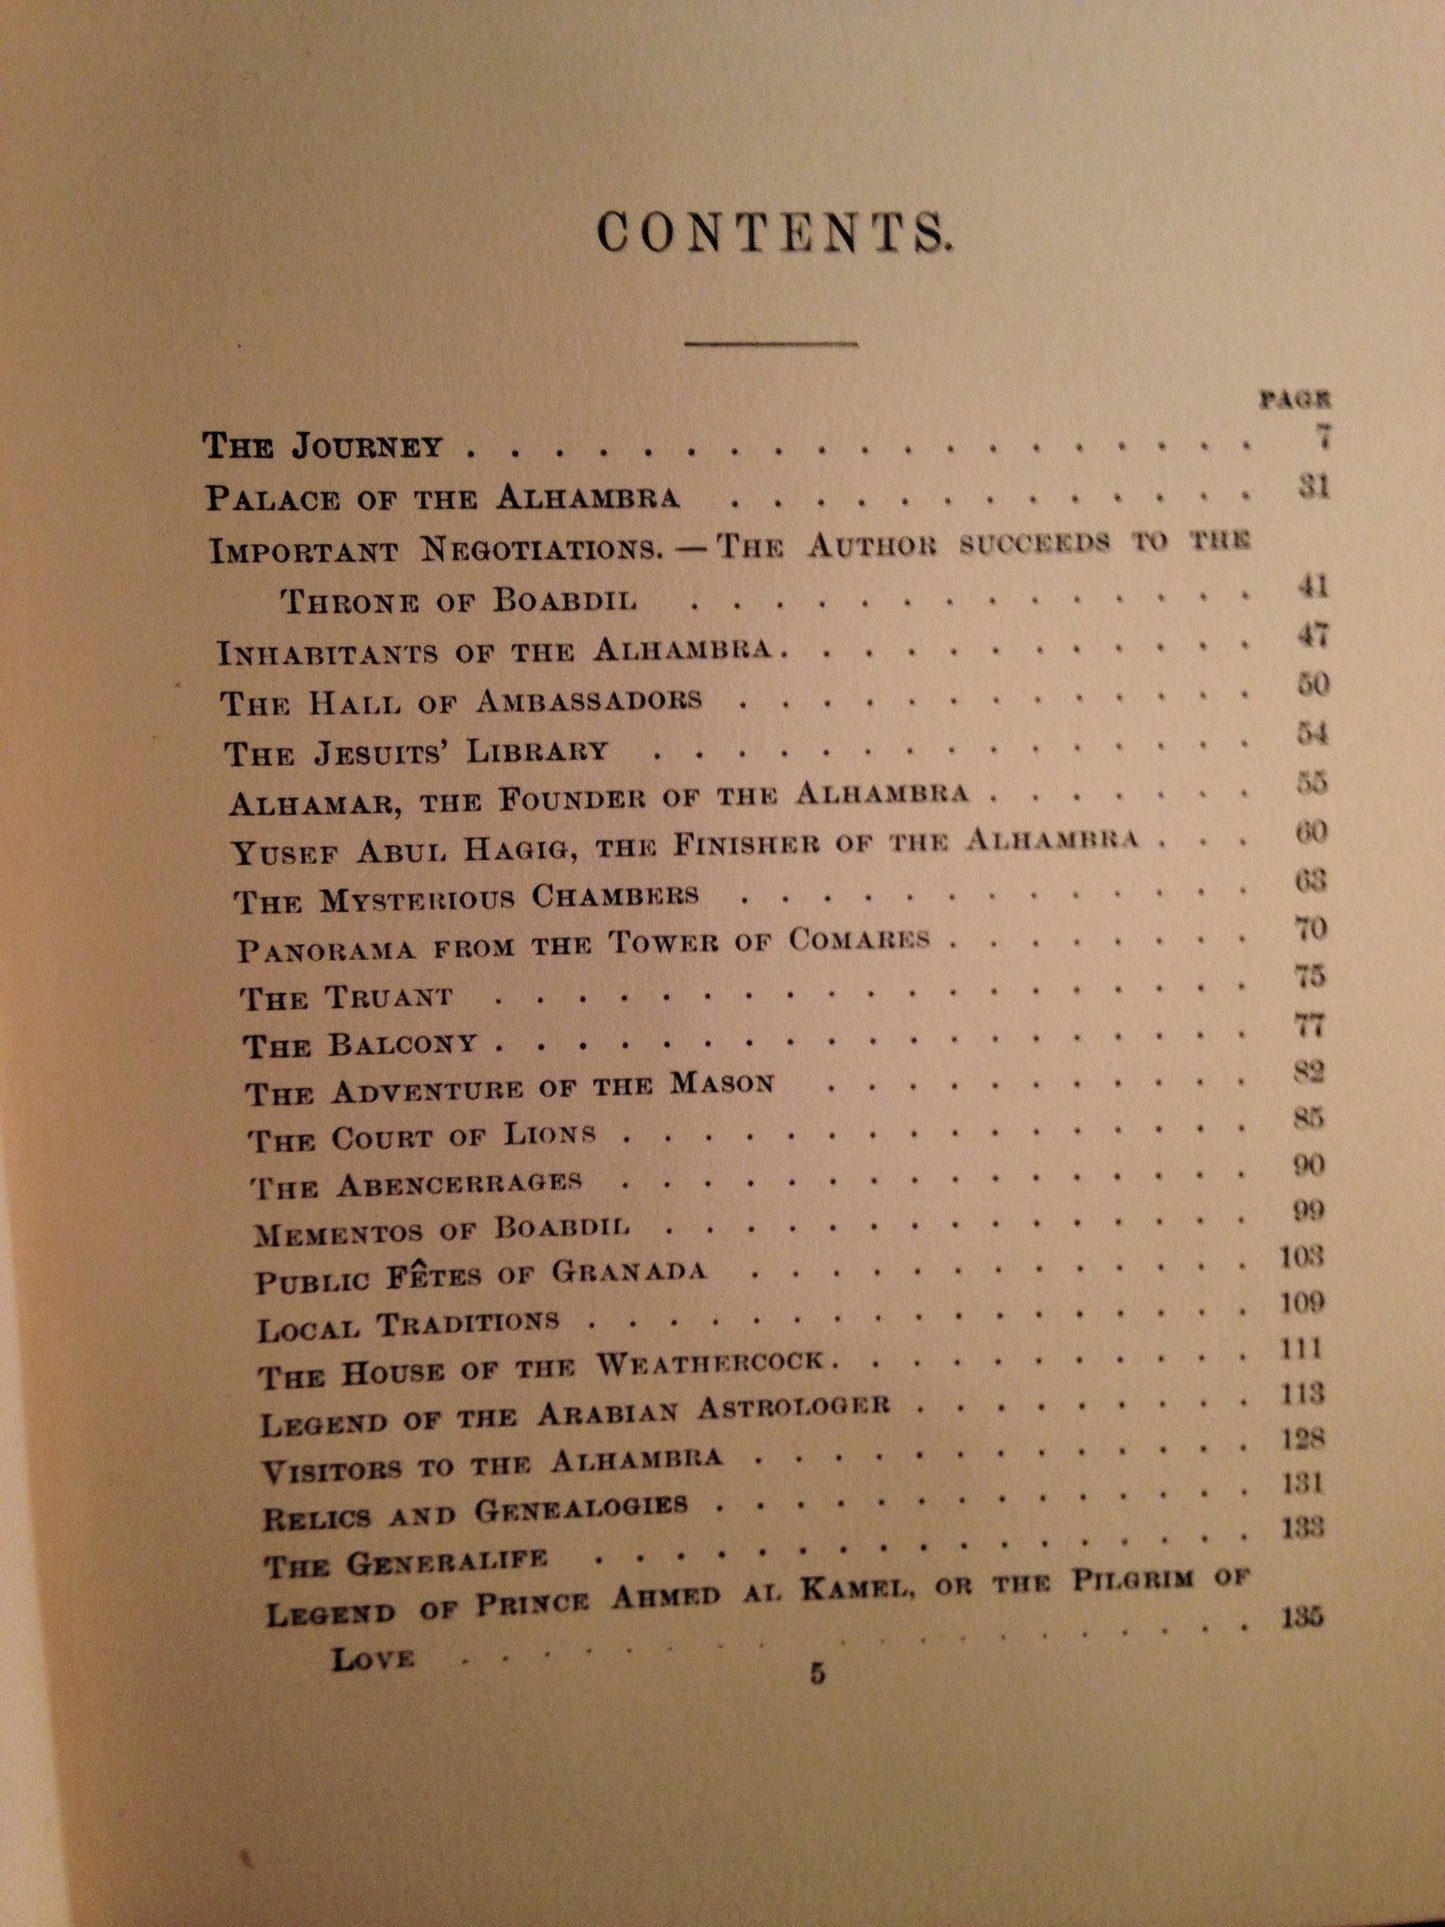 CONTENTS.
PAGE
THE JOURNEY . . . . . . . . . . . . . . . . . . . 7
PALACE OF THE ALHAMBRA . . . . . . . . . . . . . 31
IMPORTANT NEGOTIATIONS. — THE AUTHOR SUCCEEDS TO THE
THRONE OF BOABDIL . . . . . . . . . . . . . . 41
INHABITANTS OF THE ALHAMBRA . . . . . . . . . . . . 47
THE HALL OF AMBASSADORS . . . . . . . . . . . . . 50
THE JESUITS' LIBRARY . . . . . . . . . . . . . . . 54
ALHAMAR, THE FOUNDER OF THE ALHAMBRA . . . . . . . 55
YUSEF ABUL HAGIG, THE FINISHER OF THE ALHAMBRA . . . 60
THE MYSTERIOUS CHAMBERS . . . . . . . . . . . . . 63
PANORAMA FROM THE TOWER OF COMARES . . . . . . . . 70
THE TRUANT . . . . . . . . . . . . . . . . . . . 75
THE BALCONY . . . . . . . . . . . . . . . . . . . 77
THE ADVENTURE OF THE MASON . . . . . . . . . . . 82
THE COURT OF LIONS . . . . . . . . . . . . . . . . 85
THE ABENCERRAGES . . . . . . . . . . . . . . . . 90
MEMENTOS OF BOABDIL . . . . . . . . . . . . . . . 99
PUBLIC FÊTES OF GRANADA . . . . . . . . . . . . . 103
LOCAL TRADITIONS . . . . . . . . . . . . . . . . . 109
THE HOUSE OF THE WEATHERCOCK . . . . . . . . . . . 111
LEGEND OF THE ARABIAN ASTROLOGER . . . . . . . . . 113
VISITORS TO THE ALHAMBRA . . . . . . . . . . . . . 128
RELICS AND GENEALOGIES . . . . . . . . . . . . . . 131
THE GENERALIFE . . . . . . . . . . . . . . . . . 133
LEGEND OF PRINCE AHMED AL KAMEL, OR THE PILGRIM OF
LOVE . . . . . . . . . . . . . . . . . . 135
5